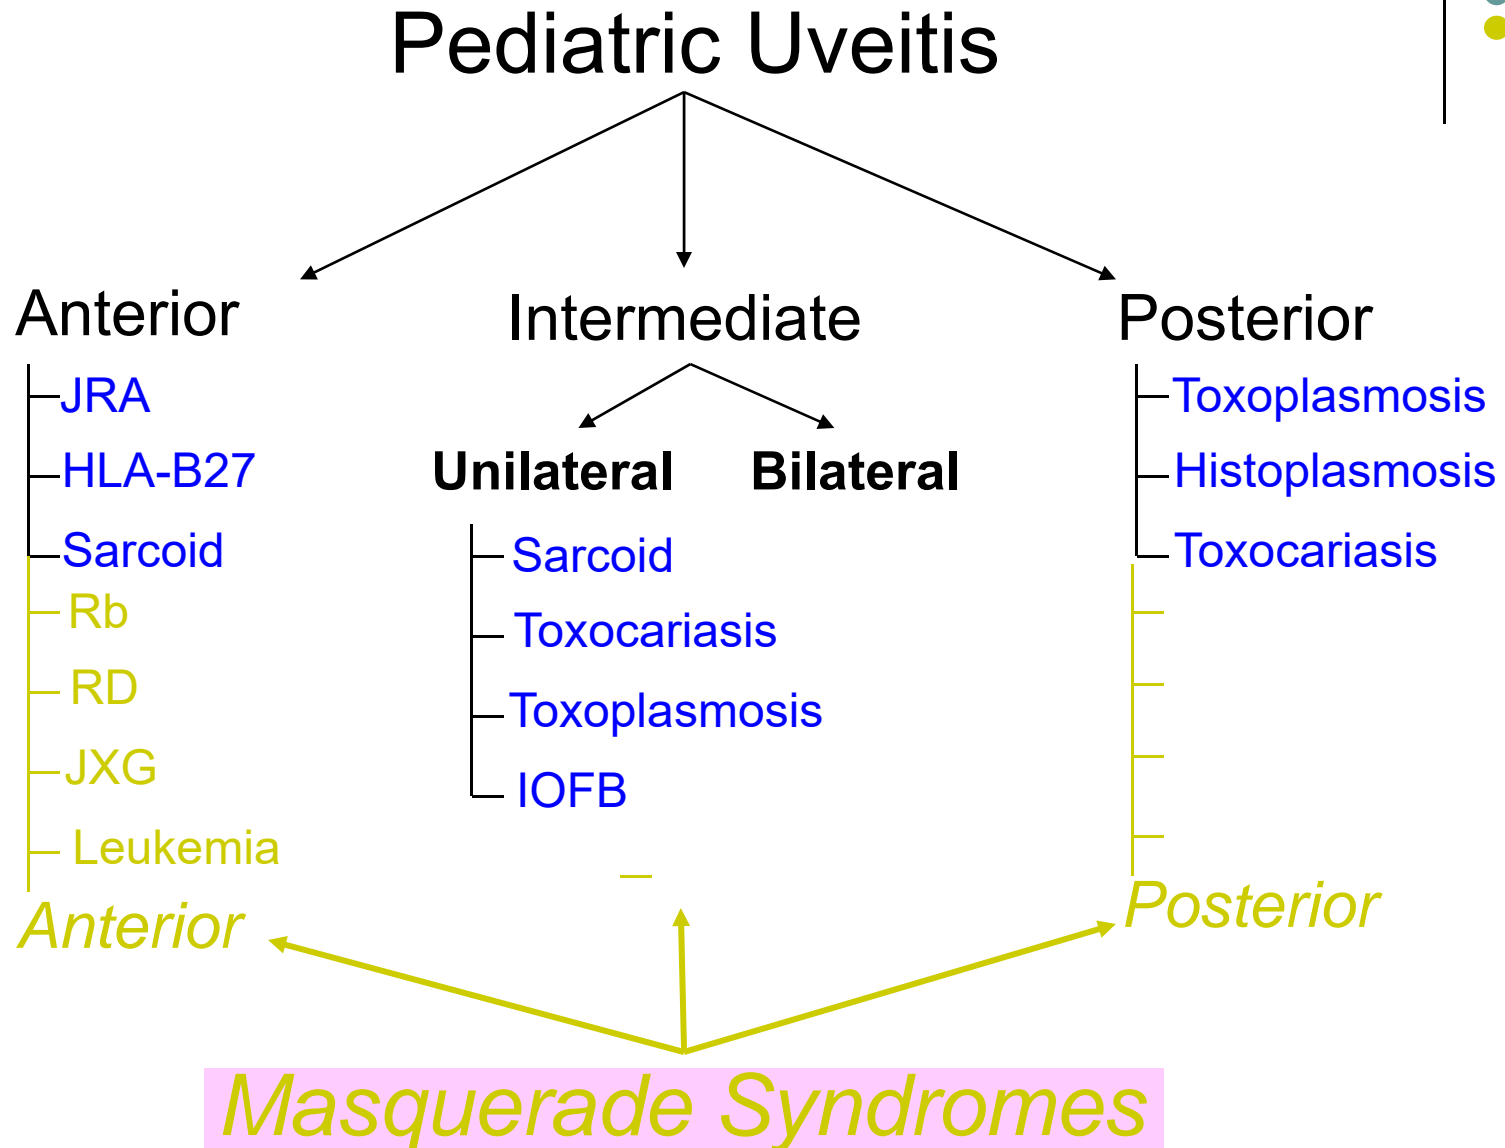 Pediatric Uveitis
Anterior
Intermediate
Posterior
JRA
HLA-B27
Sarcoid
Rb
RD
JXG
Leukemia
Anterior
Unilateral
Bilateral
Sarcoid
Toxocariasis
Toxoplasmosis
IOFB
Toxoplasmosis
Histoplasmosis
Toxocariasis
Posterior
Masquerade Syndromes